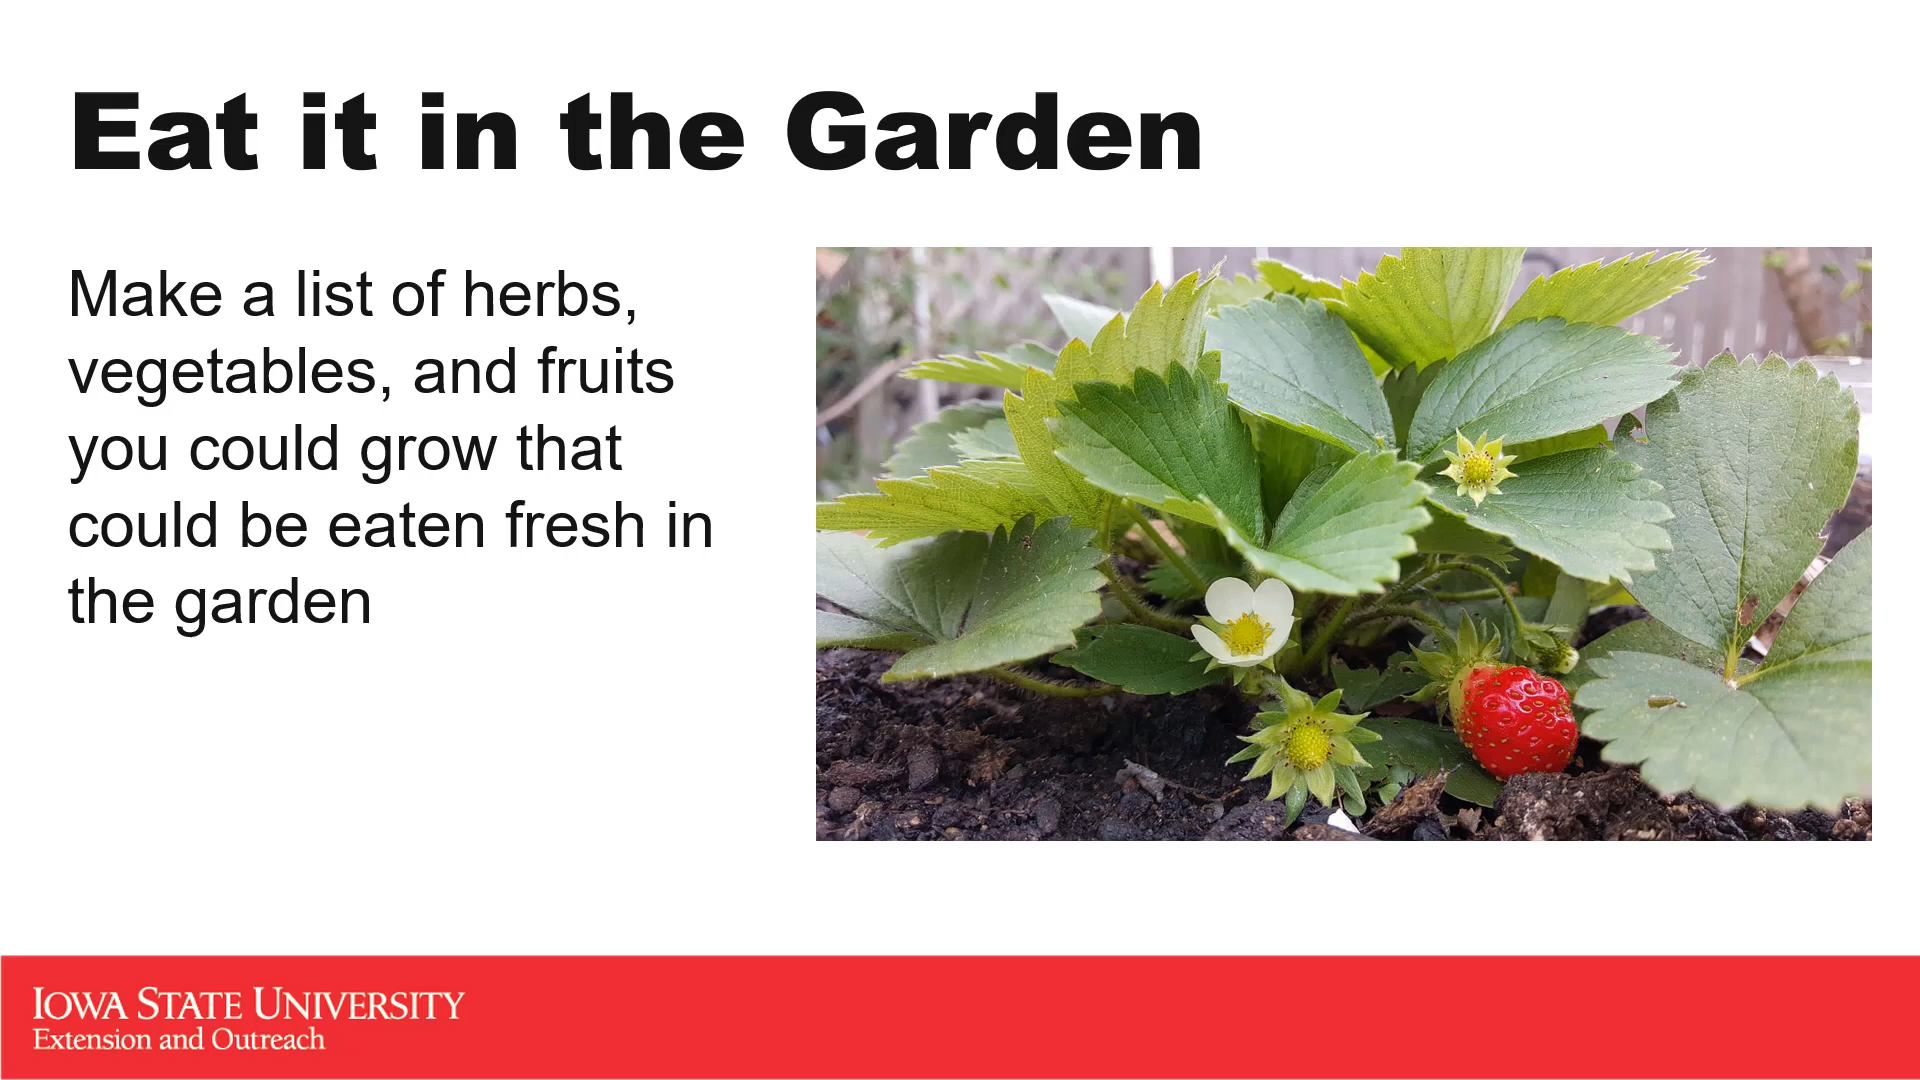 Eat it in the Garden
Make a list of herbs,
vegetables, and fruits
you could grow that
could be eaten fresh in
the garden
IOWA STATE UNIVERSITY
Extension and Outreach